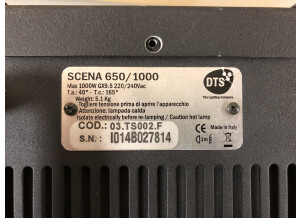 SCENA 650/1000
Max 1000W GX9.5 220/240Vac
T.a.: 40° - T.c.: 165°
Weight: 5.1 Kg
DTS
The Lighting Company
Togliere tensione prima di aprire l'apparecchio
Attenzione: lampada calda
Isolate electrically before re-lamping / Caution hot lamp
COD.: 03.TS002.F
Made in Italy
S.N.: I014B027814
1m